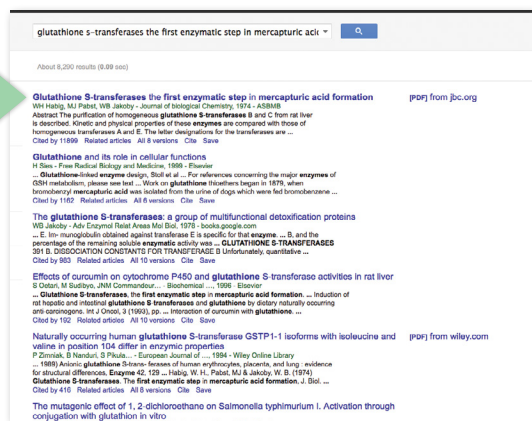 glutathione s-transferases the first enzymatic step in mercapturic acic
About 8,290 results (0.09 sec)
Glutathione S-transferases the first enzymatic step in mercapturic acid formation
[PDF] from jbc.org
WH Habig, MJ Pabst, WB Jakoby - Journal of biological Chemistry, 1974 - ASBMB
Abstract The purification of homogeneous glutathione S-transferases B and C from rat liver
is described. Kinetic and physical properties of these enzymes are compared with those of
homogeneous transferases A and E. The letter designations for the transferases are ...
Cited by 11899 Related articles All 8 versions Cite Save
Glutathione and its role in cellular functions
H Sies - Free Radical Biology and Medicine, 1999 - Elsevier
... Glutathione-linked enzyme design, Stoll et al ... For references concerning the major enzymes of
GSH metabolism, please see text ... Work on glutathione thioethers began in 1879, when
bromobenzyl mercapturic acid was isolated from the urine of dogs which were fed bromobenzene ...
Cited by 1162 Related articles All 6 versions Cite Save
The glutathione S-transferases: a group of multifunctional detoxification proteins
WB Jakoby - Adv Enzymol Relat Areas Mol Biol, 1978 - books.google.com
... E. Im- munoglobulin obtained against transferase E is specific for that enzyme. ... B, and the
percentage of the remaining soluble enzymatic activity was ... GLUTATHIONE S-TRANSFERASES
391 B. DISSOCIATION CONSTANTS FOR TRANSFERASE B Unfortunately, quantitative ...
Cited by 983 Related articles All 10 versions Cite Save
Effects of curcumin on cytochrome P450 and glutathione S-transferase activities in rat liver
S Oetari, M Sudibyo, JNM Commandour... - Biochemical ..., 1996 - Elsevier
... Glutathione S-transferases, the first enzymatic step in mercapturic acid formation. ... Induction of
rat hepatic and intestinal glutathione S-transferases and glutathione by dietary naturally occurring
anti-carcinogens. Int J Oncol, 3 (1993), pp. ... Interaction of curcumin with glutathione. ...
Cited by 192 Related articles All 10 versions Cite Save
Naturally occurring human glutathione S-transferase GSTP1-1 isoforms with isoleucine and
[PDF] from wiley.com
valine in position 104 differ in enzymic properties
P Zimniak, B Nanduri, S Pikula... - European Journal of ..., 1994 - Wiley Online Library
... 1989) Anionic glutathione S-trans- ferases of human erythrocytes, placenta, and lung : evidence
for structural differences, Enzyme 42, 129 ... Habig, W. H., Pabst, MJ & Jakoby, W. B. (1974)
Glutathione S-transferases. The first enzymatic step in mercapturic acid formation, J. Biol. ...
Cited by 416 Related articles All 8 versions Cite Save
The mutagenic effect of 1, 2-dichloroethane on Salmonella typhimurium I. Activation through
conjugation with glutathion in vitro